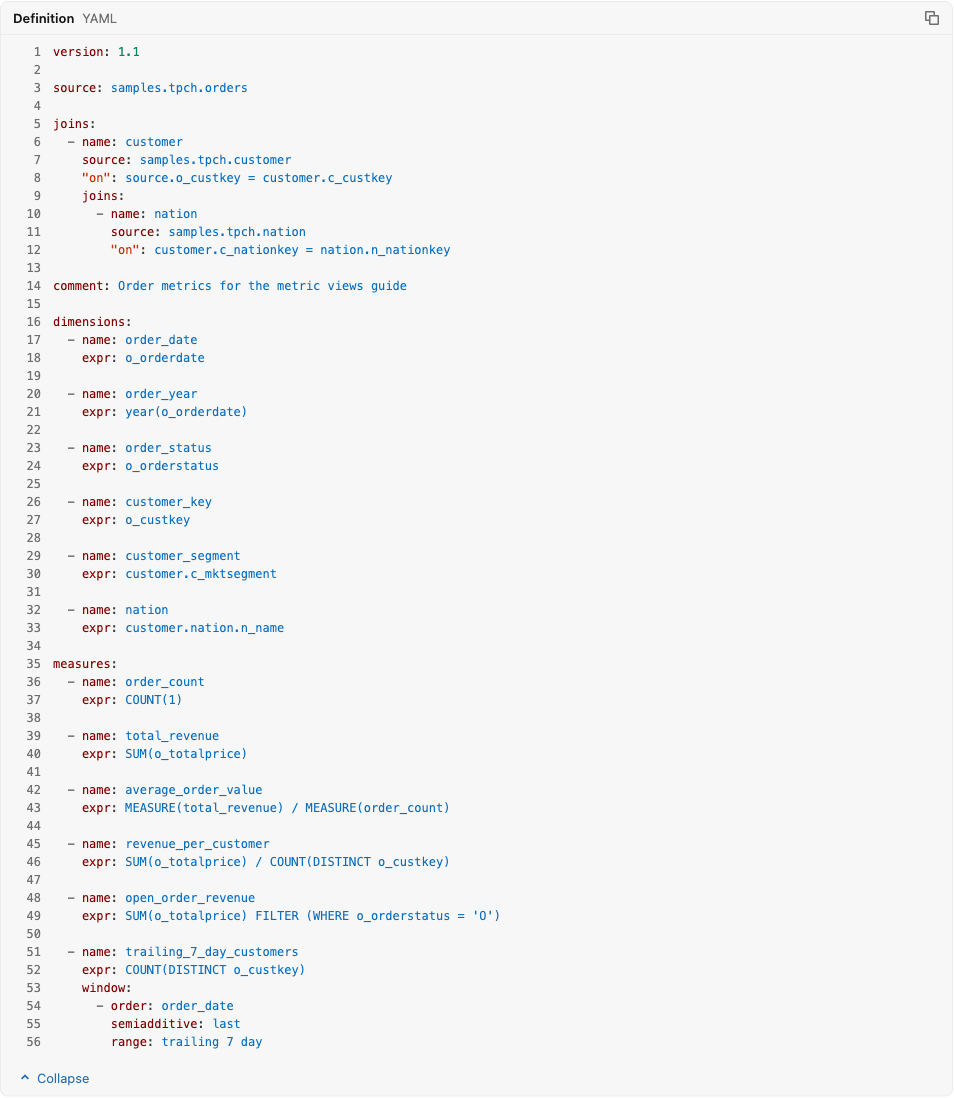 Definition YAML
1 version: 1.1
2
3 source: samples.tpch.orders
4
5 joins:
6   - name: customer
7     source: samples.tpch.customer
8     "on": source.o_custkey = customer.c_custkey
9     joins:
10       - name: nation
11         source: samples.tpch.nation
12         "on": customer.c_nationkey = nation.n_nationkey
13
14 comment: Order metrics for the metric views guide
15
16 dimensions:
17   - name: order_date
18     expr: o_orderdate
19
20   - name: order_year
21     expr: year(o_orderdate)
22
23   - name: order_status
24     expr: o_orderstatus
25
26   - name: customer_key
27     expr: o_custkey
28
29   - name: customer_segment
30     expr: customer.c_mktsegment
31
32   - name: nation
33     expr: customer.nation.n_name
34
35 measures:
36   - name: order_count
37     expr: COUNT(1)
38
39   - name: total_revenue
40     expr: SUM(o_totalprice)
41
42   - name: average_order_value
43     expr: MEASURE(total_revenue) / MEASURE(order_count)
44
45   - name: revenue_per_customer
46     expr: SUM(o_totalprice) / COUNT(DISTINCT o_custkey)
47
48   - name: open_order_revenue
49     expr: SUM(o_totalprice) FILTER (WHERE o_orderstatus = 'O')
50
51   - name: trailing_7_day_customers
52     expr: COUNT(DISTINCT o_custkey)
53     window:
54       - order: order_date
55         semiadditive: last
56         range: trailing 7 day
Collapse